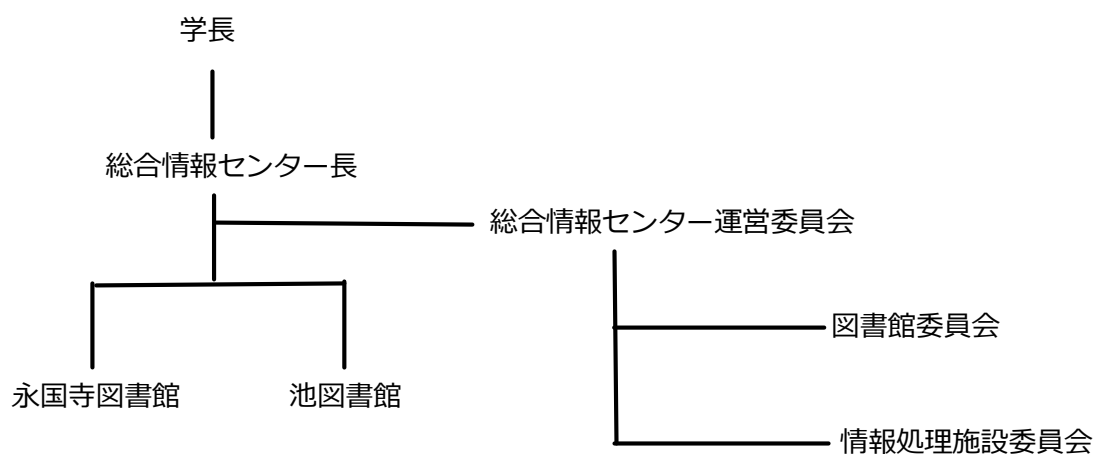 学長
総合情報センター長
総合情報センター運営委員会
図書館委員会
永国寺図書館
池図書館
情報処理施設委員会